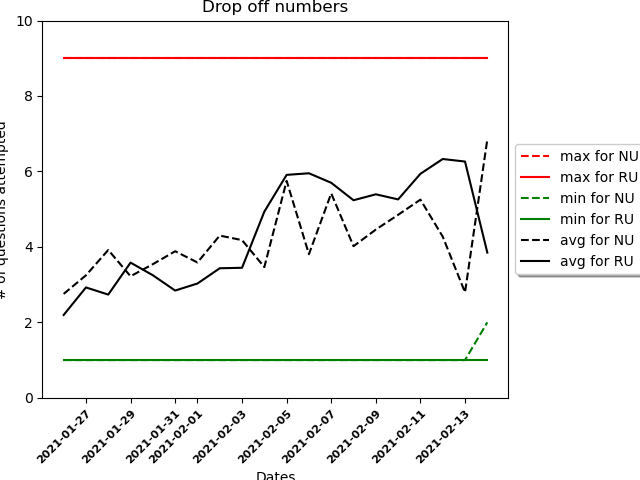 Drop off numbers
# of questions attempted
10
8
6
4
2
0
2021-01-27
2021-01-29
2021-01-31
2021-02-01
2021-02-03
2021-02-05
2021-02-07
2021-02-09
2021-02-11
2021-02-13
Dates
max for NU
max for RU
min for NU
min for RU
avg for NU
avg for RU